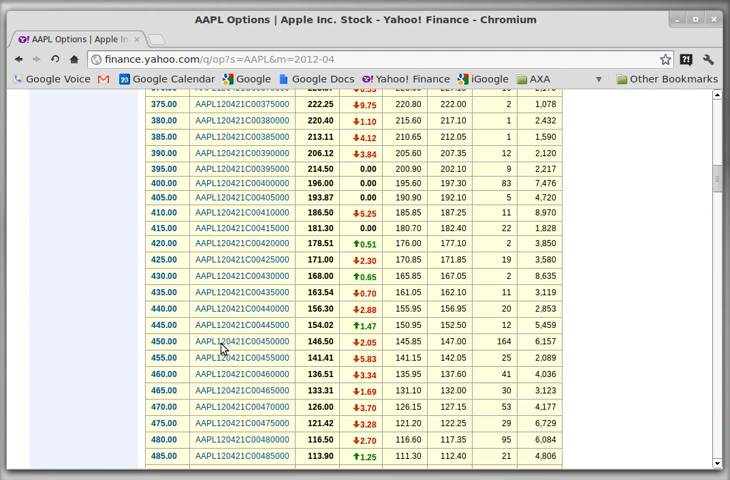 AAPL Options | Apple Inc. Stock - Yahoo! Finance - Chromium
AAPL Options | Apple In
finance.yahoo.com/q/op?s=AAPL&m=2012-04
Google Voice Google Calendar Google Google Docs Yahoo! Finance iGoogle AXA Other Bookmarks
375.00 AAPL120421C00375000 222.25 9.75 220.80 222.00 2 1,078
380.00 AAPL120421C00380000 220.40 1.10 215.60 217.10 1 2,432
385.00 AAPL120421C00385000 213.11 4.12 210.65 212.05 1 1,590
390.00 AAPL120421C00390000 206.12 3.84 205.60 207.35 12 2,120
395.00 AAPL120421C00395000 214.50 0.00 200.90 202.10 9 2,217
400.00 AAPL120421C00400000 196.00 0.00 195.60 197.30 83 7,476
405.00 AAPL120421C00405000 193.87 0.00 190.90 192.10 5 4,720
410.00 AAPL120421C00410000 186.50 5.25 185.85 187.25 11 8,970
415.00 AAPL120421C00415000 181.30 0.00 180.70 182.40 22 1,828
420.00 AAPL120421C00420000 178.51 0.51 176.00 177.10 2 3,850
425.00 AAPL120421C00425000 171.00 2.30 170.85 171.85 19 3,580
430.00 AAPL120421C00430000 168.00 0.65 165.85 167.05 2 8,635
435.00 AAPL120421C00435000 163.54 0.70 161.05 162.10 11 3,119
440.00 AAPL120421C00440000 156.30 2.88 155.95 156.95 20 2,853
445.00 AAPL120421C00445000 154.02 1.47 150.95 152.50 12 5,459
450.00 AAPL120421C00450000 146.50 2.05 145.85 147.00 164 6,157
455.00 AAPL120421C00455000 141.41 5.83 141.15 142.05 25 2,089
460.00 AAPL120421C00460000 136.51 3.34 135.95 137.60 41 4,036
465.00 AAPL120421C00465000 133.31 1.69 131.10 132.00 30 3,123
470.00 AAPL120421C00470000 126.00 3.70 126.15 127.15 53 4,177
475.00 AAPL120421C00475000 121.42 3.28 121.20 122.25 29 6,729
480.00 AAPL120421C00480000 116.50 2.70 116.60 117.35 95 6,084
485.00 AAPL120421C00485000 113.90 1.25 111.30 112.40 21 4,806